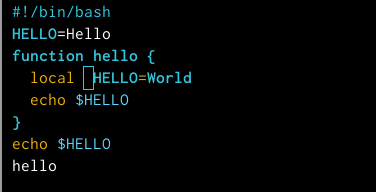 #!/bin/bash
HELLO=Hello
function hello {
  local  HELLO=World
  echo $HELLO
}
echo $HELLO
hello